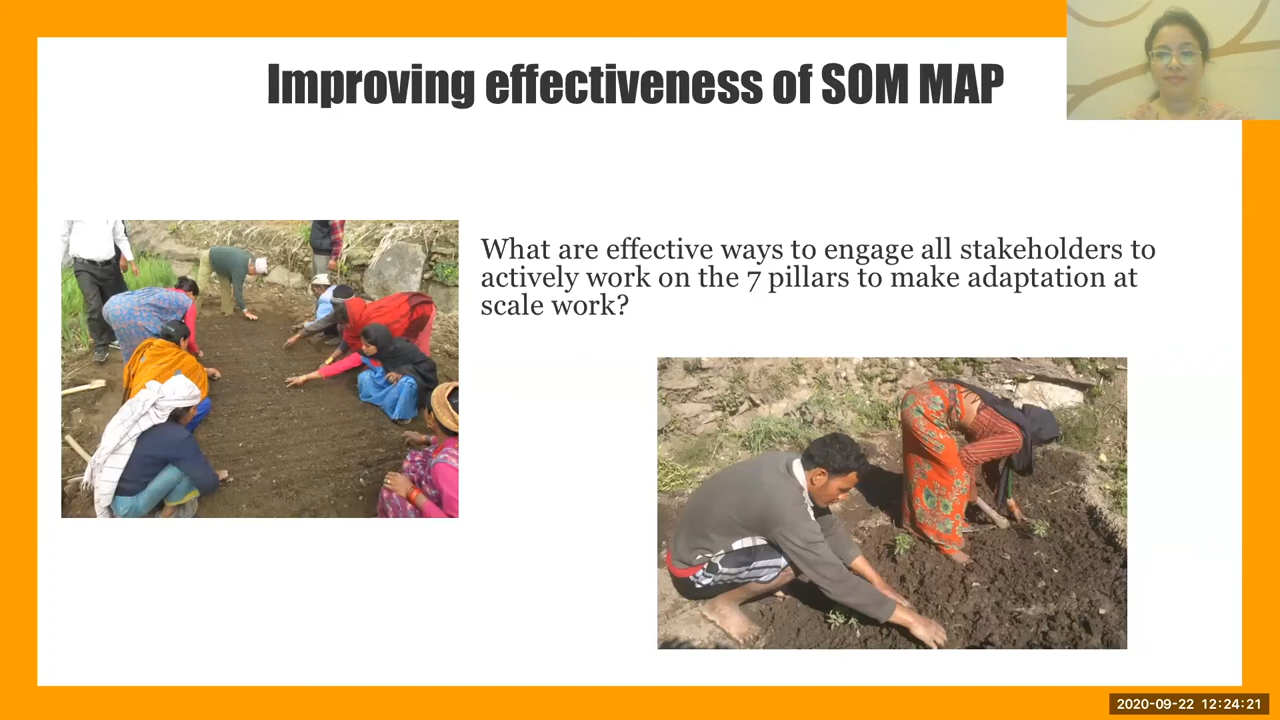 Improving effectiveness of SOM MAP
What are effective ways to engage all stakeholders to
actively work on the 7 pillars to make adaptation at
scale work?
2020-09-22 12:24:21